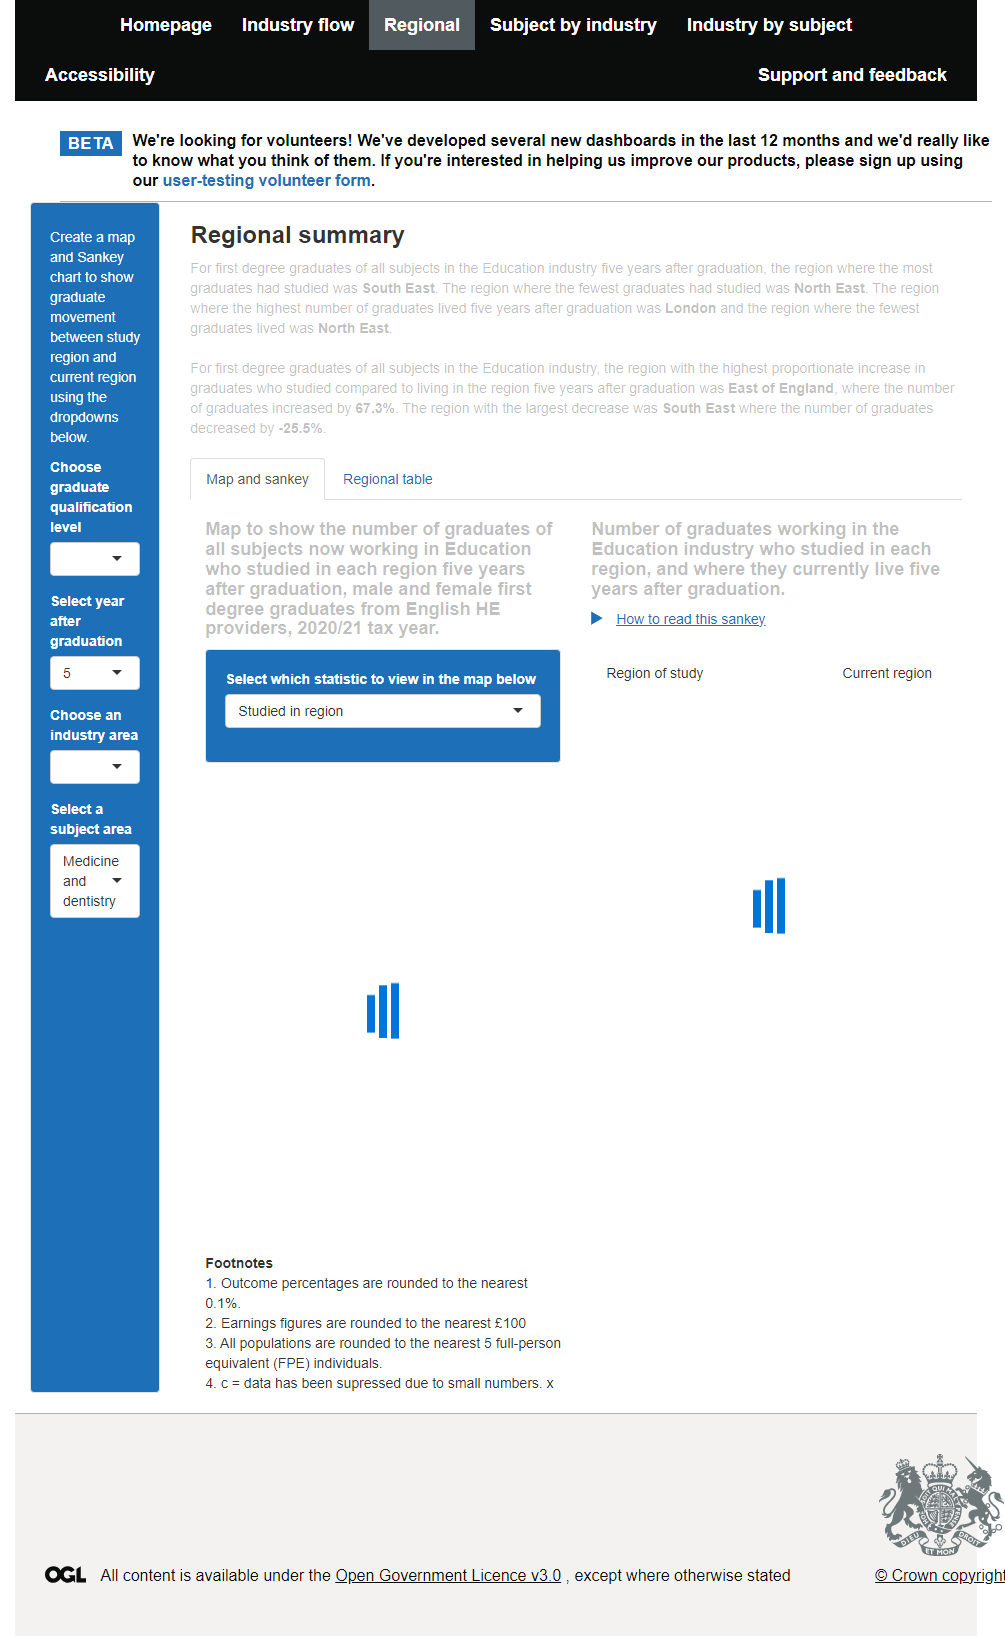 Homepage
Industry flow
Regional
Subject by industry
Industry by subject
Accessibility
Support and feedback
BETA
We're looking for volunteers! We've developed several new dashboards in the last 12 months and we'd really like
to know what you think of them. If you're interested in helping us improve our products, please sign up using
our user-testing volunteer form.
Create a map
and Sankey
chart to show
graduate
movement
between study
region and
current region
using the
dropdowns
below.
Choose
graduate
qualification
level
Select year
after
graduation
5
Choose an
industry area
Select a
subject area
Medicine
and
dentistry
Regional summary
For first degree graduates of all subjects in the Education industry five years after graduation, the region where the most
graduates had studied was South East. The region where the fewest graduates had studied was North East. The region
where the highest number of graduates lived five years after graduation was London and the region where the fewest
graduates lived was North East.
For first degree graduates of all subjects in the Education industry, the region with the highest proportionate increase in
graduates who studied compared to living in the region five years after graduation was East of England, where the number
of graduates increased by 67.3%. The region with the largest decrease was South East where the number of graduates
decreased by -25.5%.
Map and sankey
Regional table
Map to show the number of graduates of
all subjects now working in Education
who studied in each region five years
after graduation, male and female first
degree graduates from English HE
providers, 2020/21 tax year.
Select which statistic to view in the map below
Studied in region
Number of graduates working in the
Education industry who studied in each
region, and where they currently live five
years after graduation.
How to read this sankey
Region of study
Current region
Footnotes
1. Outcome percentages are rounded to the nearest
0.1%.
2. Earnings figures are rounded to the nearest £100
3. All populations are rounded to the nearest 5 full-person
equivalent (FPE) individuals.
4. c = data has been supressed due to small numbers. x
DIEU ET MON DROIT
OGL
All content is available under the Open Government Licence v3.0 , except where otherwise stated
© Crown copyright